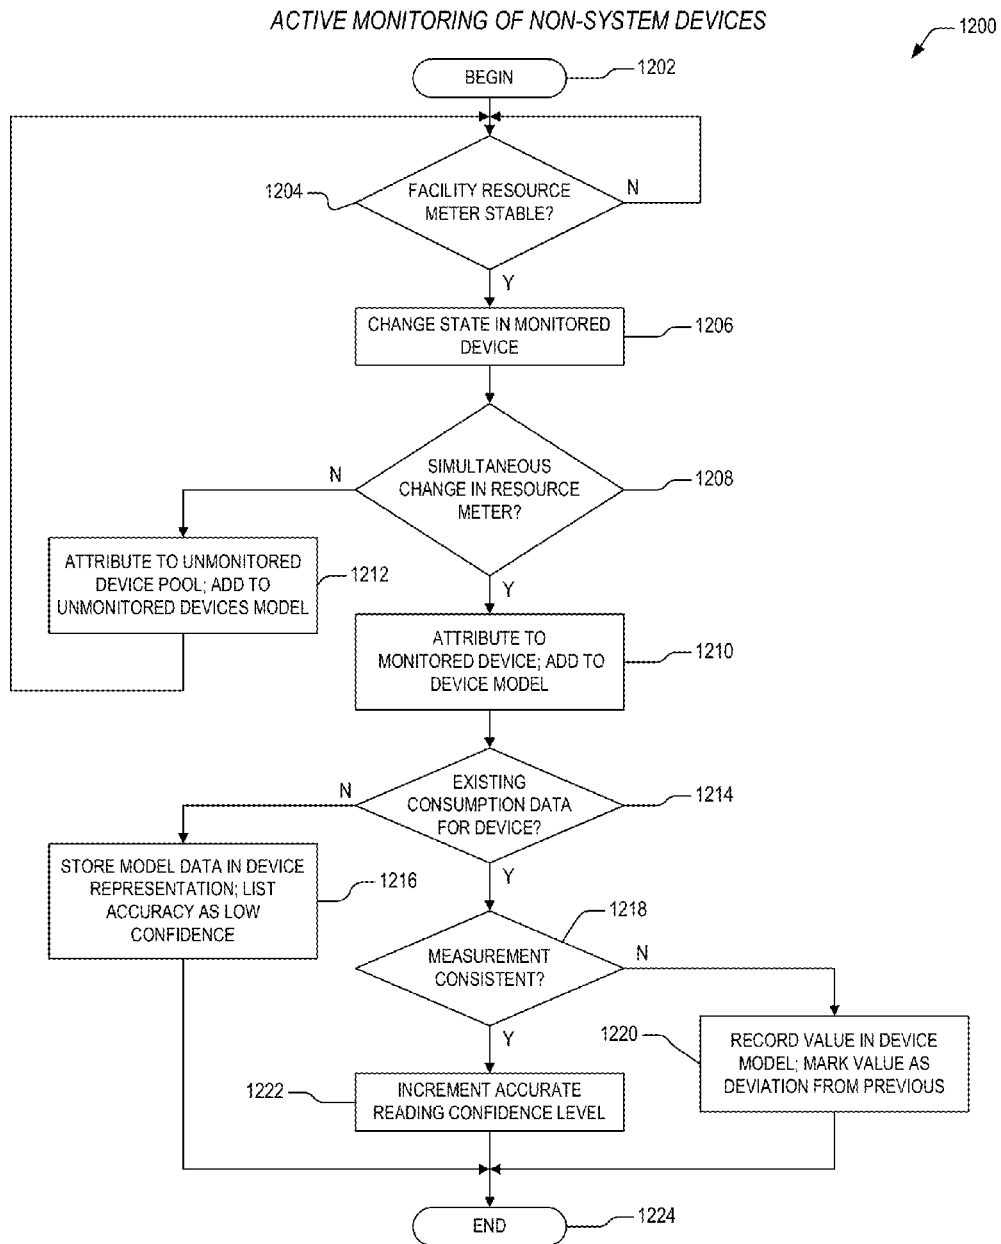 ACTIVE MONITORING OF NON-SYSTEM DEVICES
1200
BEGIN
1202
1204
FACILITY RESOURCE
METER STABLE?
N
Y
CHANGE STATE IN MONITORED
DEVICE
1206
N
SIMULTANEOUS
CHANGE IN RESOURCE
METER?
1208
ATTRIBUTE TO UNMONITORED
DEVICE POOL; ADD TO
UNMONITORED DEVICES MODEL
1212
Y
ATTRIBUTE TO
MONITORED DEVICE; ADD TO
DEVICE MODEL
1210
N
EXISTING
CONSUMPTION DATA
FOR DEVICE?
1214
STORE MODEL DATA IN DEVICE
REPRESENTATION; LIST
ACCURACY AS LOW
CONFIDENCE
1216
Y
1218
MEASUREMENT
CONSISTENT?
N
Y
1220
RECORD VALUE IN DEVICE
MODEL; MARK VALUE AS
DEVIATION FROM PREVIOUS
1222
INCREMENT ACCURATE
READING CONFIDENCE LEVEL
END
1224